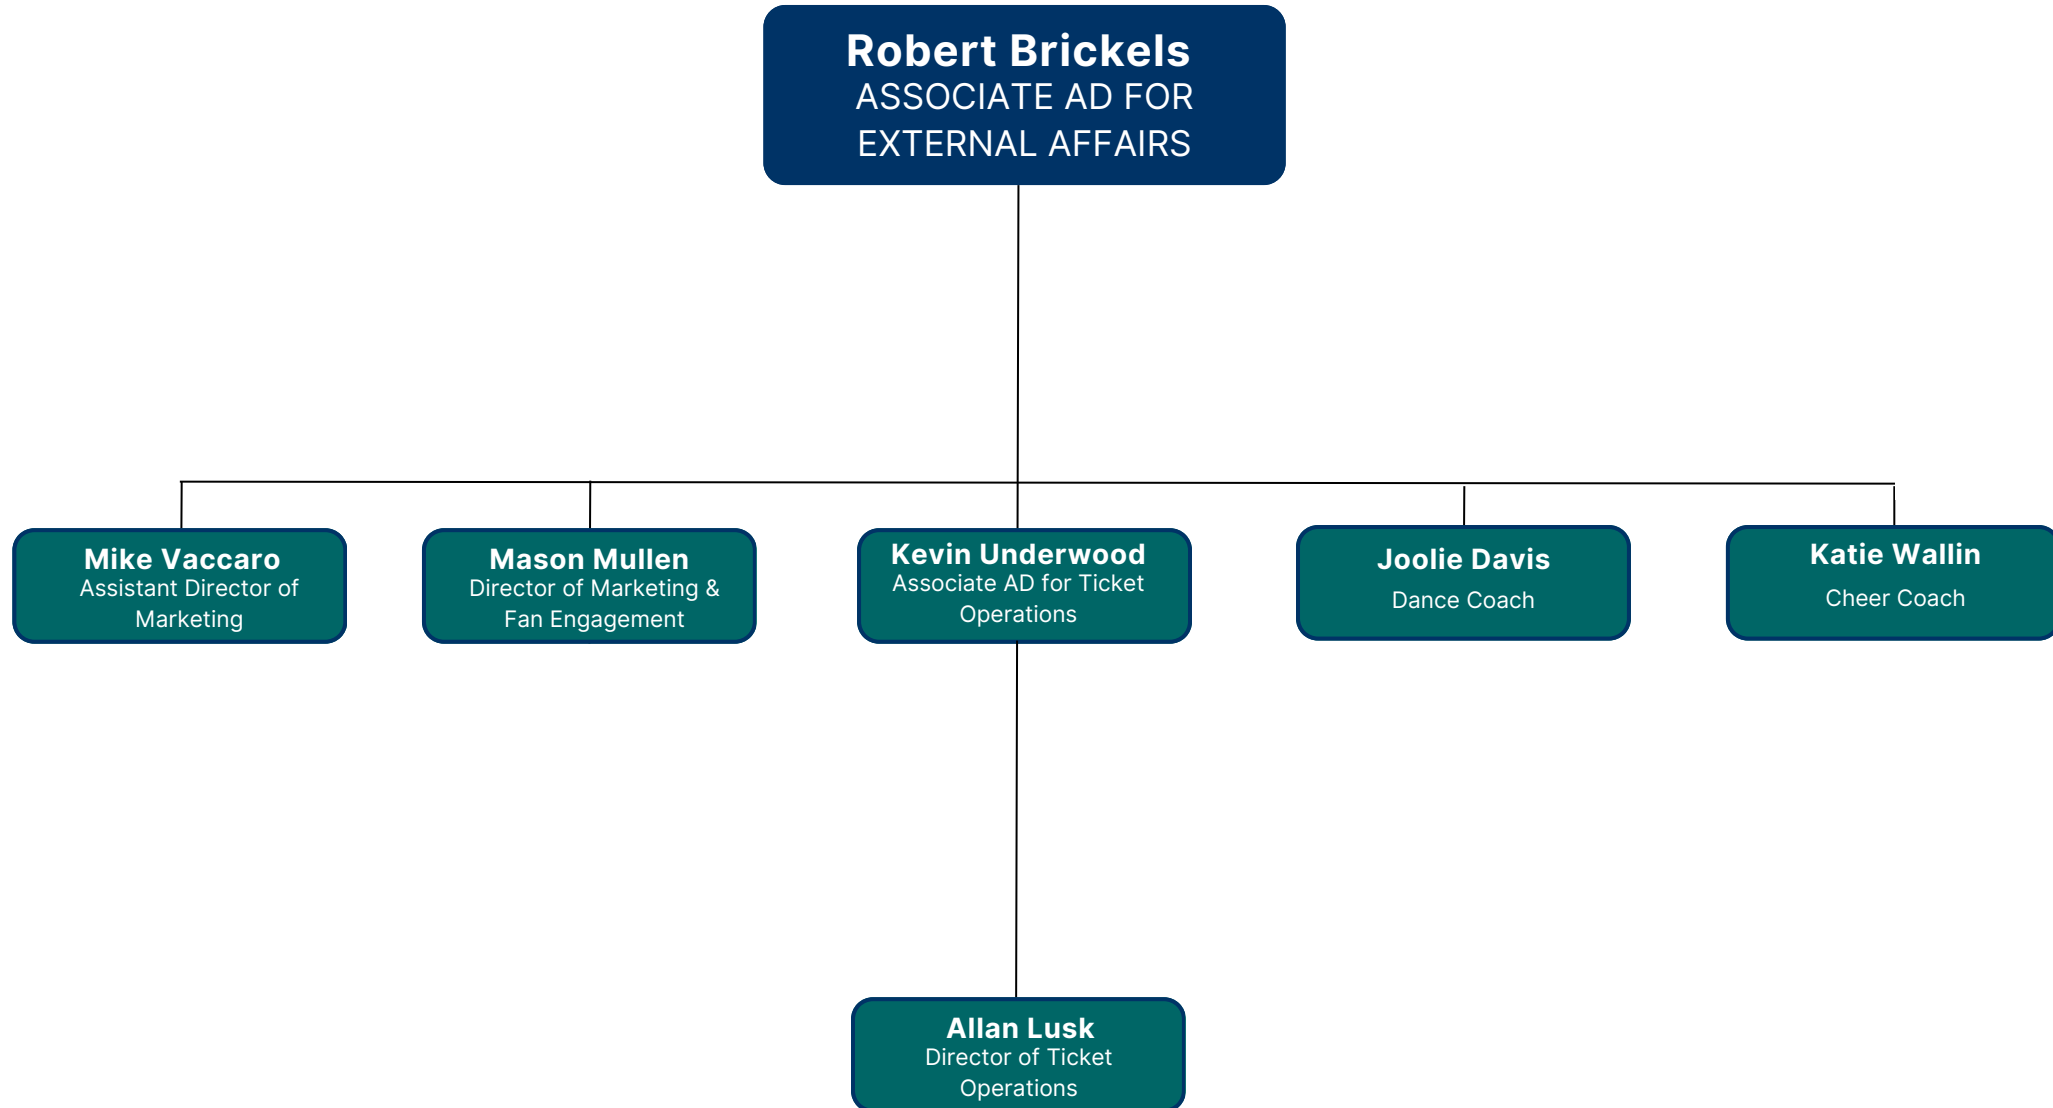 Robert Brickels
ASSOCIATE AD FOR
EXTERNAL AFFAIRS
Mike Vaccaro
Assistant Director of
Marketing
Mason Mullen
Director of Marketing &
Fan Engagement
Kevin Underwood
Associate AD for Ticket
Operations
Joolie Davis
Dance Coach
Katie Wallin
Cheer Coach
Allan Lusk
Director of Ticket
Operations